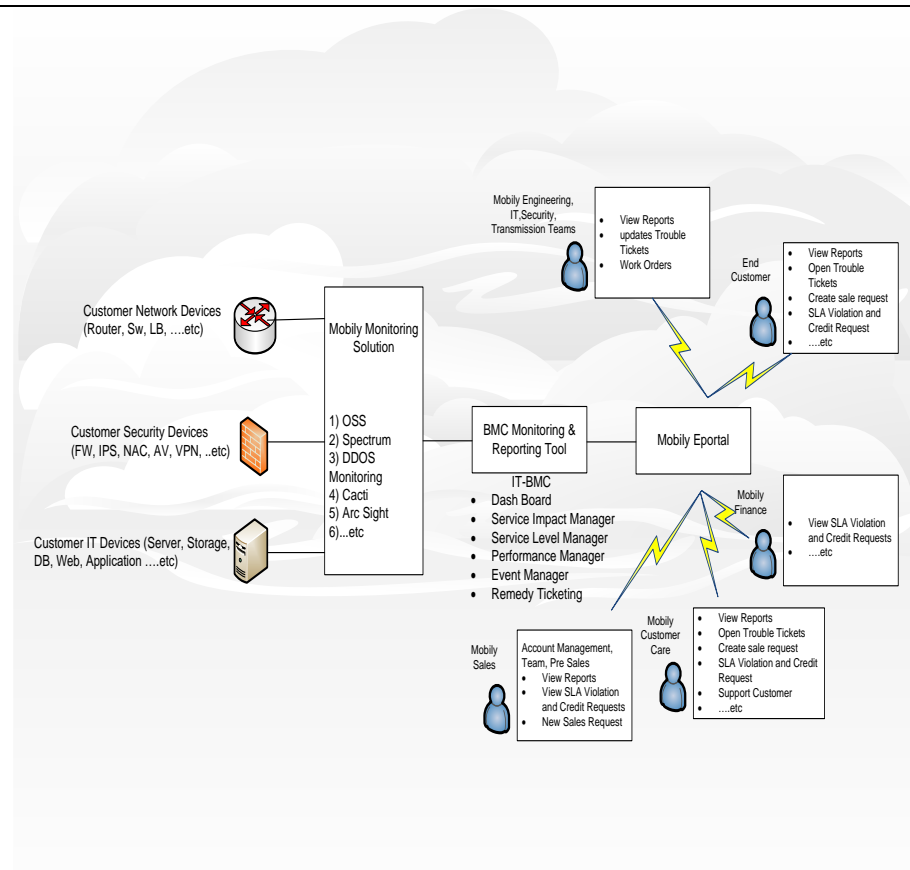 Mobily Engineering,
IT,Security,
Transmission Teams
• View Reports
• updates Trouble
Tickets
• Work Orders
End
Customer
• View Reports
• Open Trouble
Tickets
• Create sale request
• SLA Violation and
Credit Request
• ….etc
Customer Network Devices
(Router, Sw, LB, ….etc)
Customer Security Devices
(FW, IPS, NAC, AV, VPN, ..etc)
Customer IT Devices (Server, Storage,
DB, Web, Application ….etc)
Mobily Monitoring
Solution
1) OSS
2) Spectrum
3) DDOS
Monitoring
4) Cacti
5) Arc Sight
6)...etc
BMC Monitoring &
Reporting Tool
IT-BMC
• Dash Board
• Service Impact Manager
• Service Level Manager
• Performance Manager
• Event Manager
• Remedy Ticketing
Mobily Eportal
Mobily
Finance
• View SLA Violation
and Credit Requests
• ….etc
Mobily
Sales
Account Management,
Team, Pre Sales
• View Reports
• View SLA Violation
and Credit Requests
• New Sales Request
Mobily
Customer
Care
• View Reports
• Open Trouble Tickets
• Create sale request
• SLA Violation and Credit
Request
• Support Customer
• ….etc